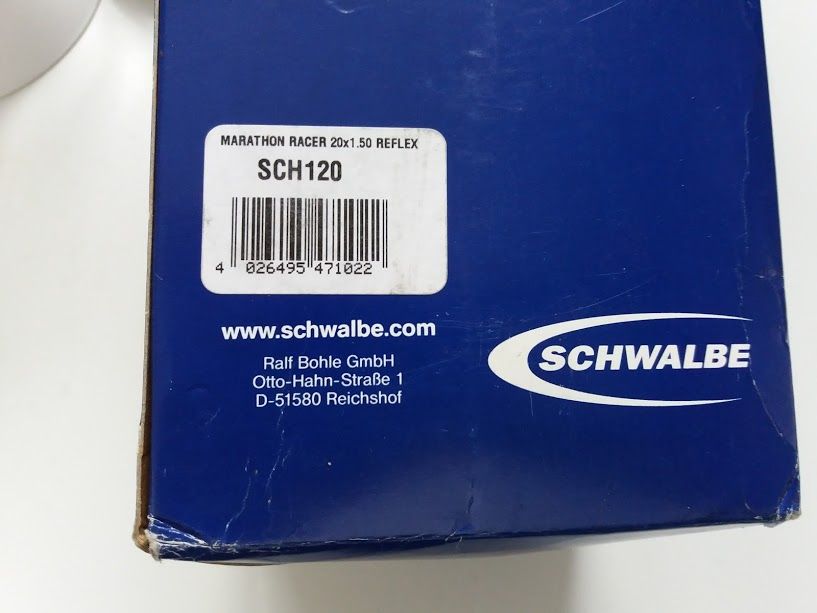 MARATHON RACER 20x1.50 REFLEX
SCH120
4 026495 471022
www.schwalbe.com
Ralf Bohle GmbH
Otto-Hahn-Straße 1
D-51580 Reichshof
SCHWALBE